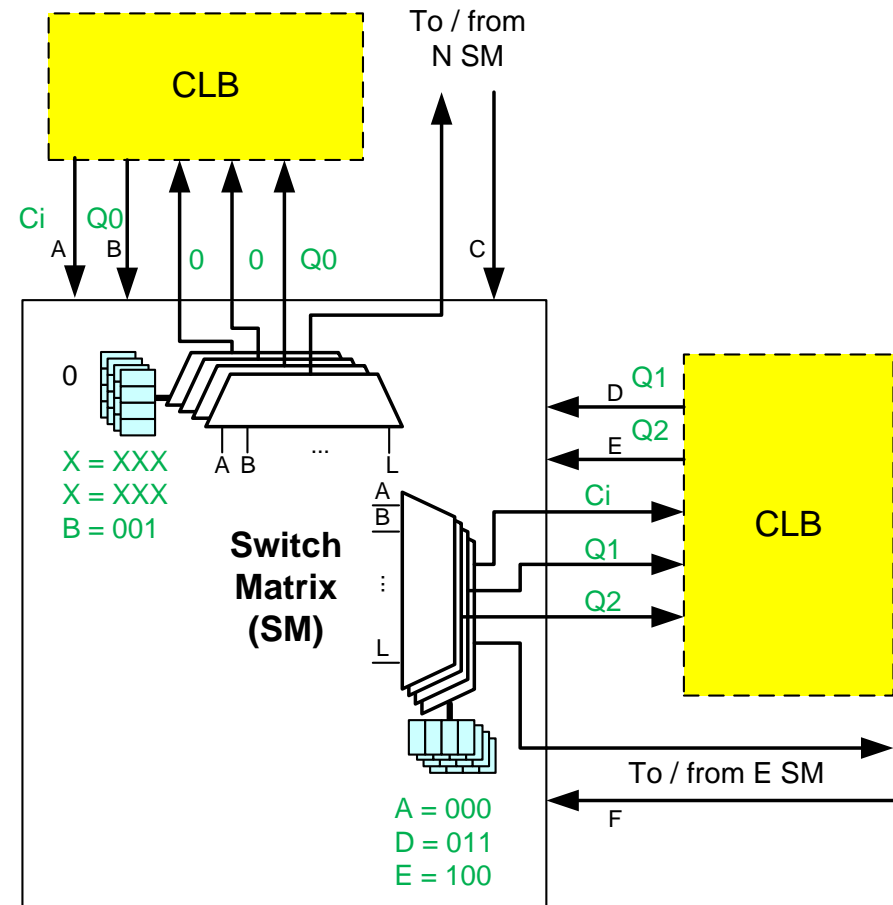 To / from
N SM
CLB
Ci
Q0
A
B
0
0
Q0
C
0
A
B
...
L
X = XXX
X = XXX
B = 001
Q1
D
Q2
E
Ci
Q1
Q2
CLB
A
B
...
L
Switch
Matrix
(SM)
To / from E SM
F
A = 000
D = 011
E = 100